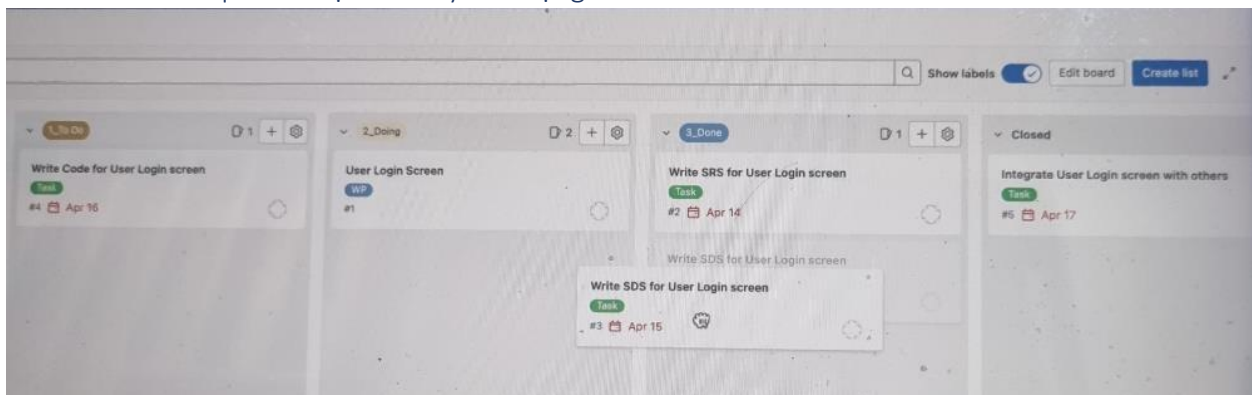 Show labels Edit board Create list
1_To Do 1
Write Code for User Login screen
Task
#4 Apr 16
2_Doing 2
User Login Screen
WP
#1
3_Done 1
Write SRS for User Login screen
Task
#2 Apr 14
Write SDS for User Login screen
Write SDS for User Login screen
Task
#3 Apr 15
Closed
Integrate User Login screen with others
Task
Apr 17